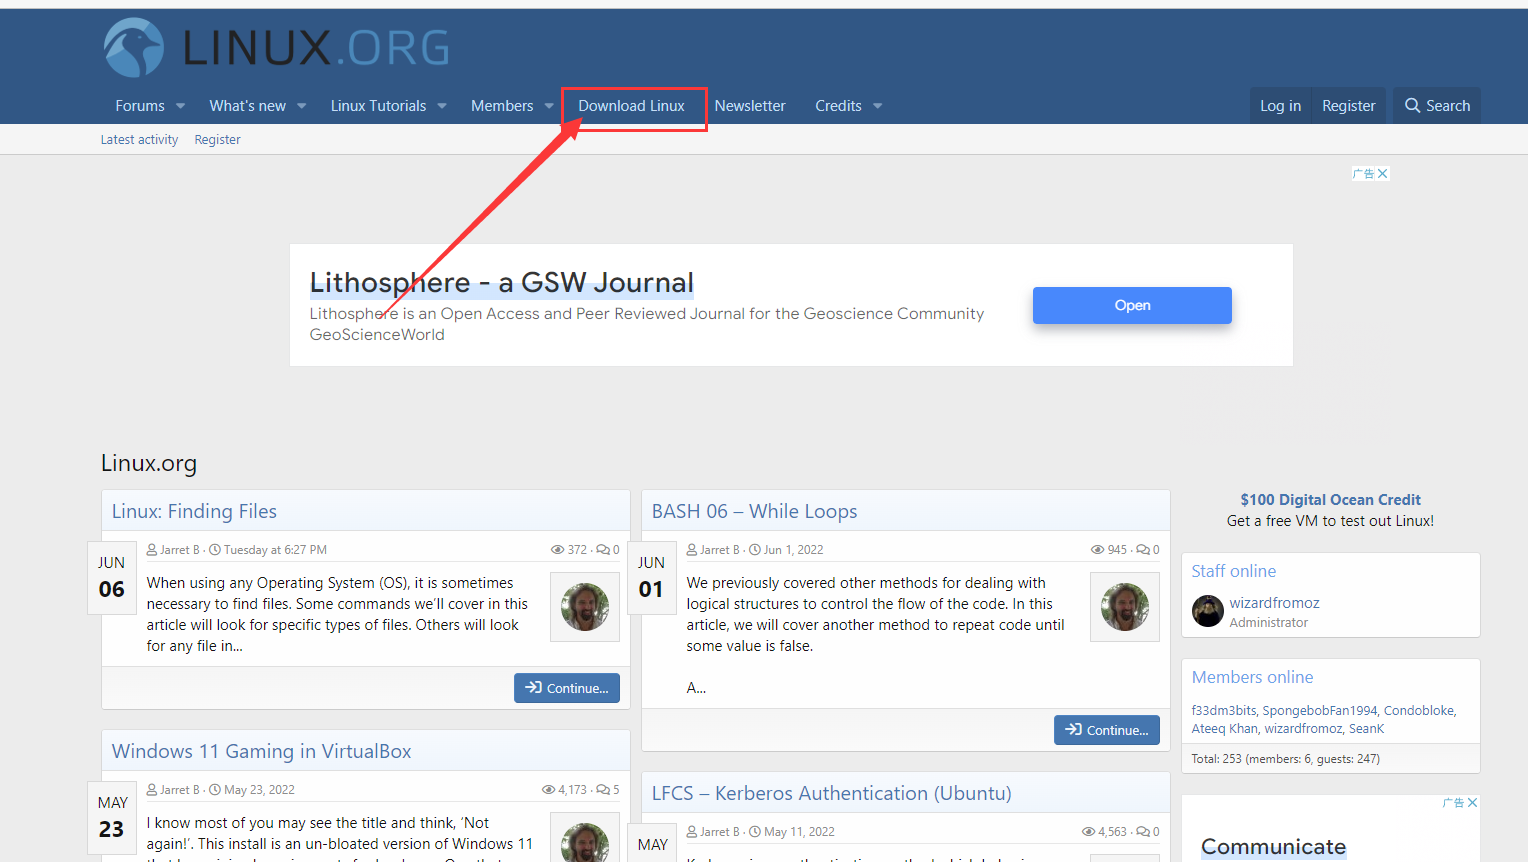 LINUX.ORG
Forums What's new Linux Tutorials Members Download Linux Newsletter Credits Log in Register Search
Latest activity Register
广告
Lithosphere - a GSW Journal
Lithosphere is an Open Access and Peer Reviewed Journal for the Geoscience Community
GeoScienceWorld
Open
Linux.org
Linux: Finding Files
JUN
06
Jarret B · Tuesday at 6:27 PM
372 · 0
When using any Operating System (OS), it is sometimes
necessary to find files. Some commands we'll cover in this
article will look for specific types of files. Others will look
for any file in...
Continue...
Windows 11 Gaming in VirtualBox
MAY
23
Jarret B · May 23, 2022
4,173 · 5
I know most of you may see the title and think, ‘Not
again!’. This install is an un-bloated version of Windows 11
BASH 06 – While Loops
JUN
01
Jarret B · Jun 1, 2022
945 · 0
We previously covered other methods for dealing with
logical structures to control the flow of the code. In this
article, we will cover another method to repeat code until
some value is false.
A...
Continue...
LFCS – Kerberos Authentication (Ubuntu)
MAY
Jarret B · May 11, 2022
4,563 · 0
$100 Digital Ocean Credit
Get a free VM to test out Linux!
Staff online
wizardfromoz
Administrator
Members online
f33dm3bits, SpongebobFan1994, Condobloke,
Ateeq Khan, wizardfromoz, SeanK
Total: 253 (members: 6, guests: 247)
广告
Communicate